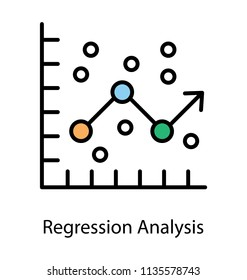 Regression Analysis
shutterstock.com · 1135578743